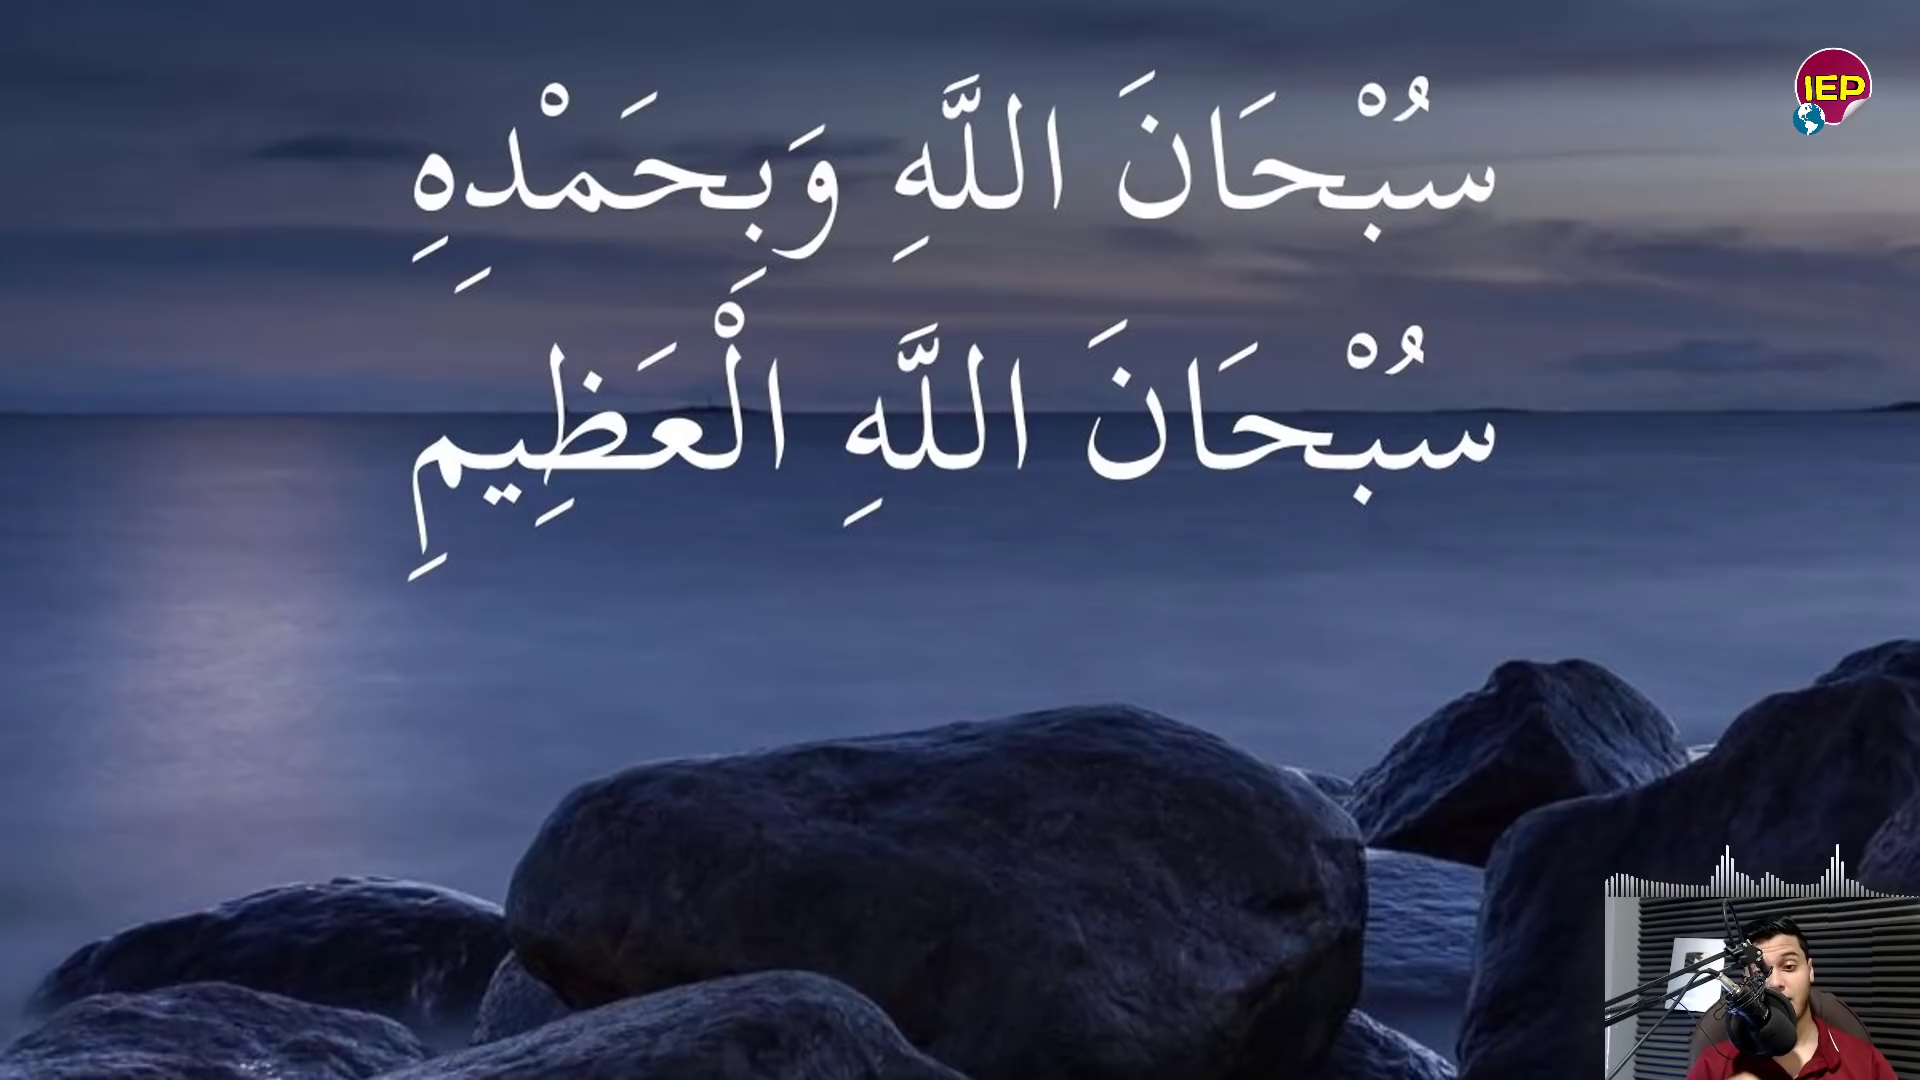 سُبْحَانَ اللَّهِ وَبِحَمْدِهِ
سُبْحَانَ اللَّهِ الْعَظِيمِ
IEP